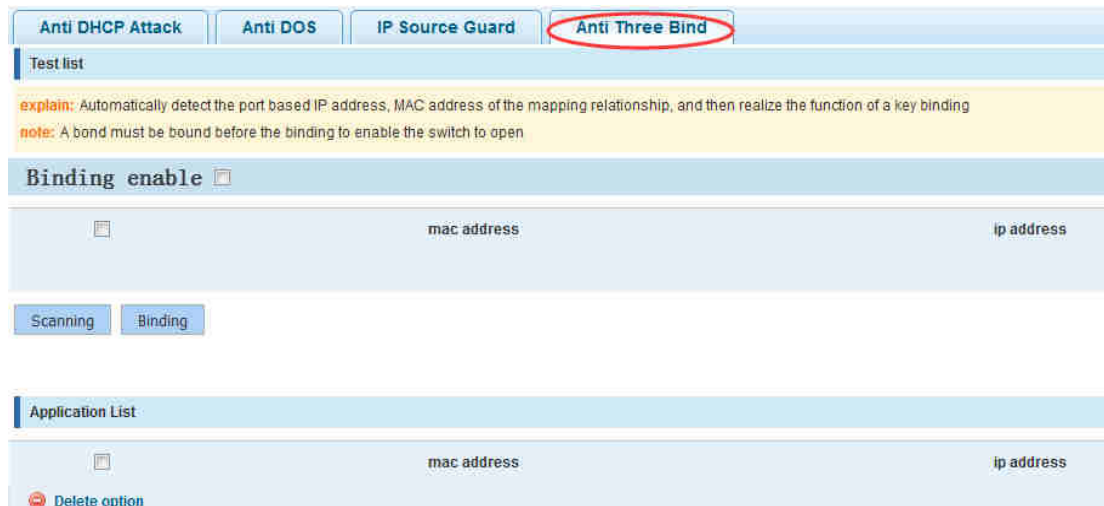 Anti DHCP Attack Anti DOS IP Source Guard Anti Three Bind
Test list
explain: Automatically detect the port based IP address, MAC address of the mapping relationship, and then realize the function of a key binding
note: A bond must be bound before the binding to enable the switch to open
Binding enable
mac address ip address
Scanning Binding
Application List
mac address ip address
Delete option